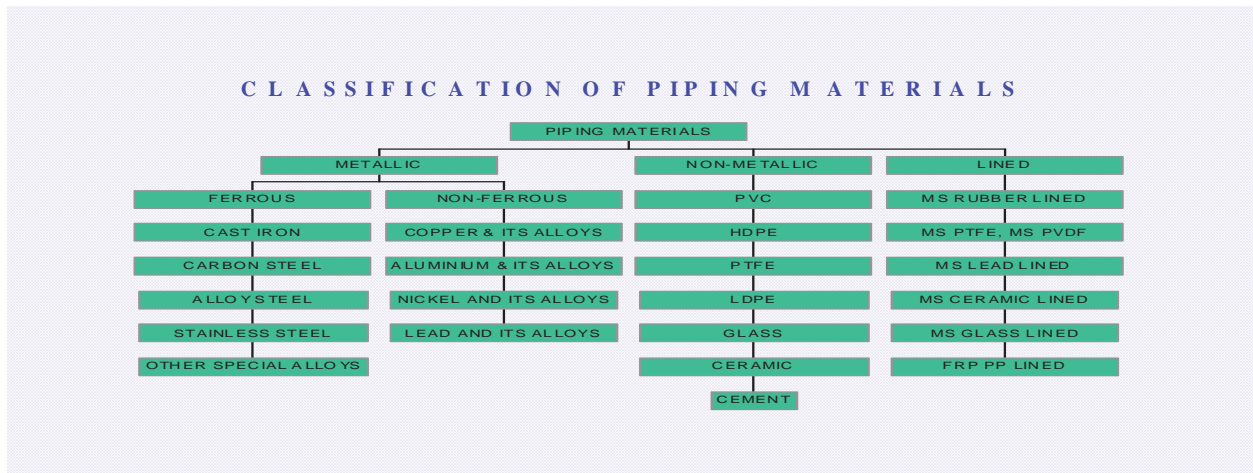 CLASSIFICATION OF PIPING MATERIALS
PIPING MATERIALS
METALLIC
NON-METALLIC
LINED
FERROUS
NON-FERROUS
PVC
MS RUBBER LINED
CAST IRON
COPPER & ITS ALLOYS
HDPE
MS PTFE, MS PVDF
CARBON STEEL
ALUMINIUM & ITS ALLOYS
PTFE
MS LEAD LINED
ALLOY STEEL
NICKEL AND ITS ALLOYS
LDPE
MS CERAMIC LINED
STAINLESS STEEL
LEAD AND ITS ALLOYS
GLASS
MS GLASS LINED
OTHER SPECIAL ALLOYS
CERAMIC
FRP PP LINED
CEMENT